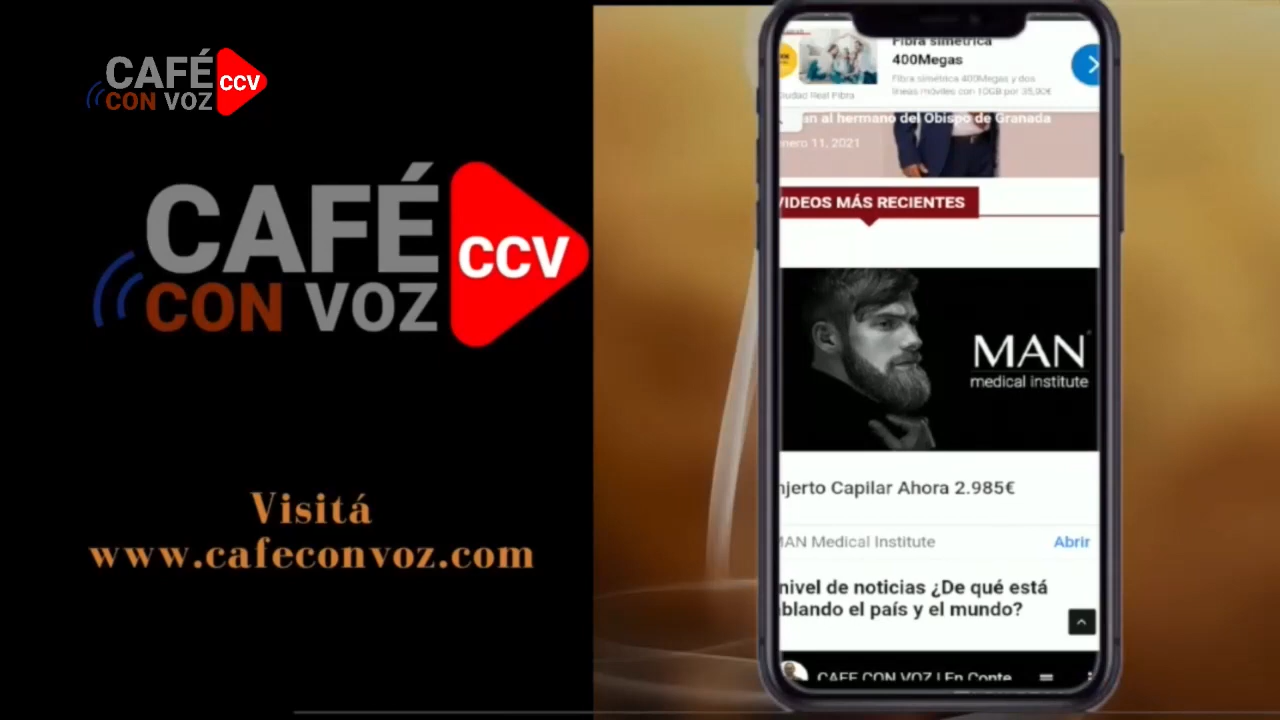 CAFÉ
CON VOZ
CCV
CAFÉ
CON VOZ
CCV
Visitá
www.cafeconvoz.com
Fibra simétrica
400Megas
Fibra simétrica 400Megas y dos
líneas móviles con 10GB por 35,90€
Ciudad Real Fibra
an al hermano del Obispo de Granada
enero 11, 2021
VIDEOS MÁS RECIENTES
MAN
medical institute
njerto Capilar Ahora 2.985€
MAN Medical Institute
Abrir
nivel de noticias ¿De qué está
ablando el país y el mundo?
CAFE CON VOZ | En Conte